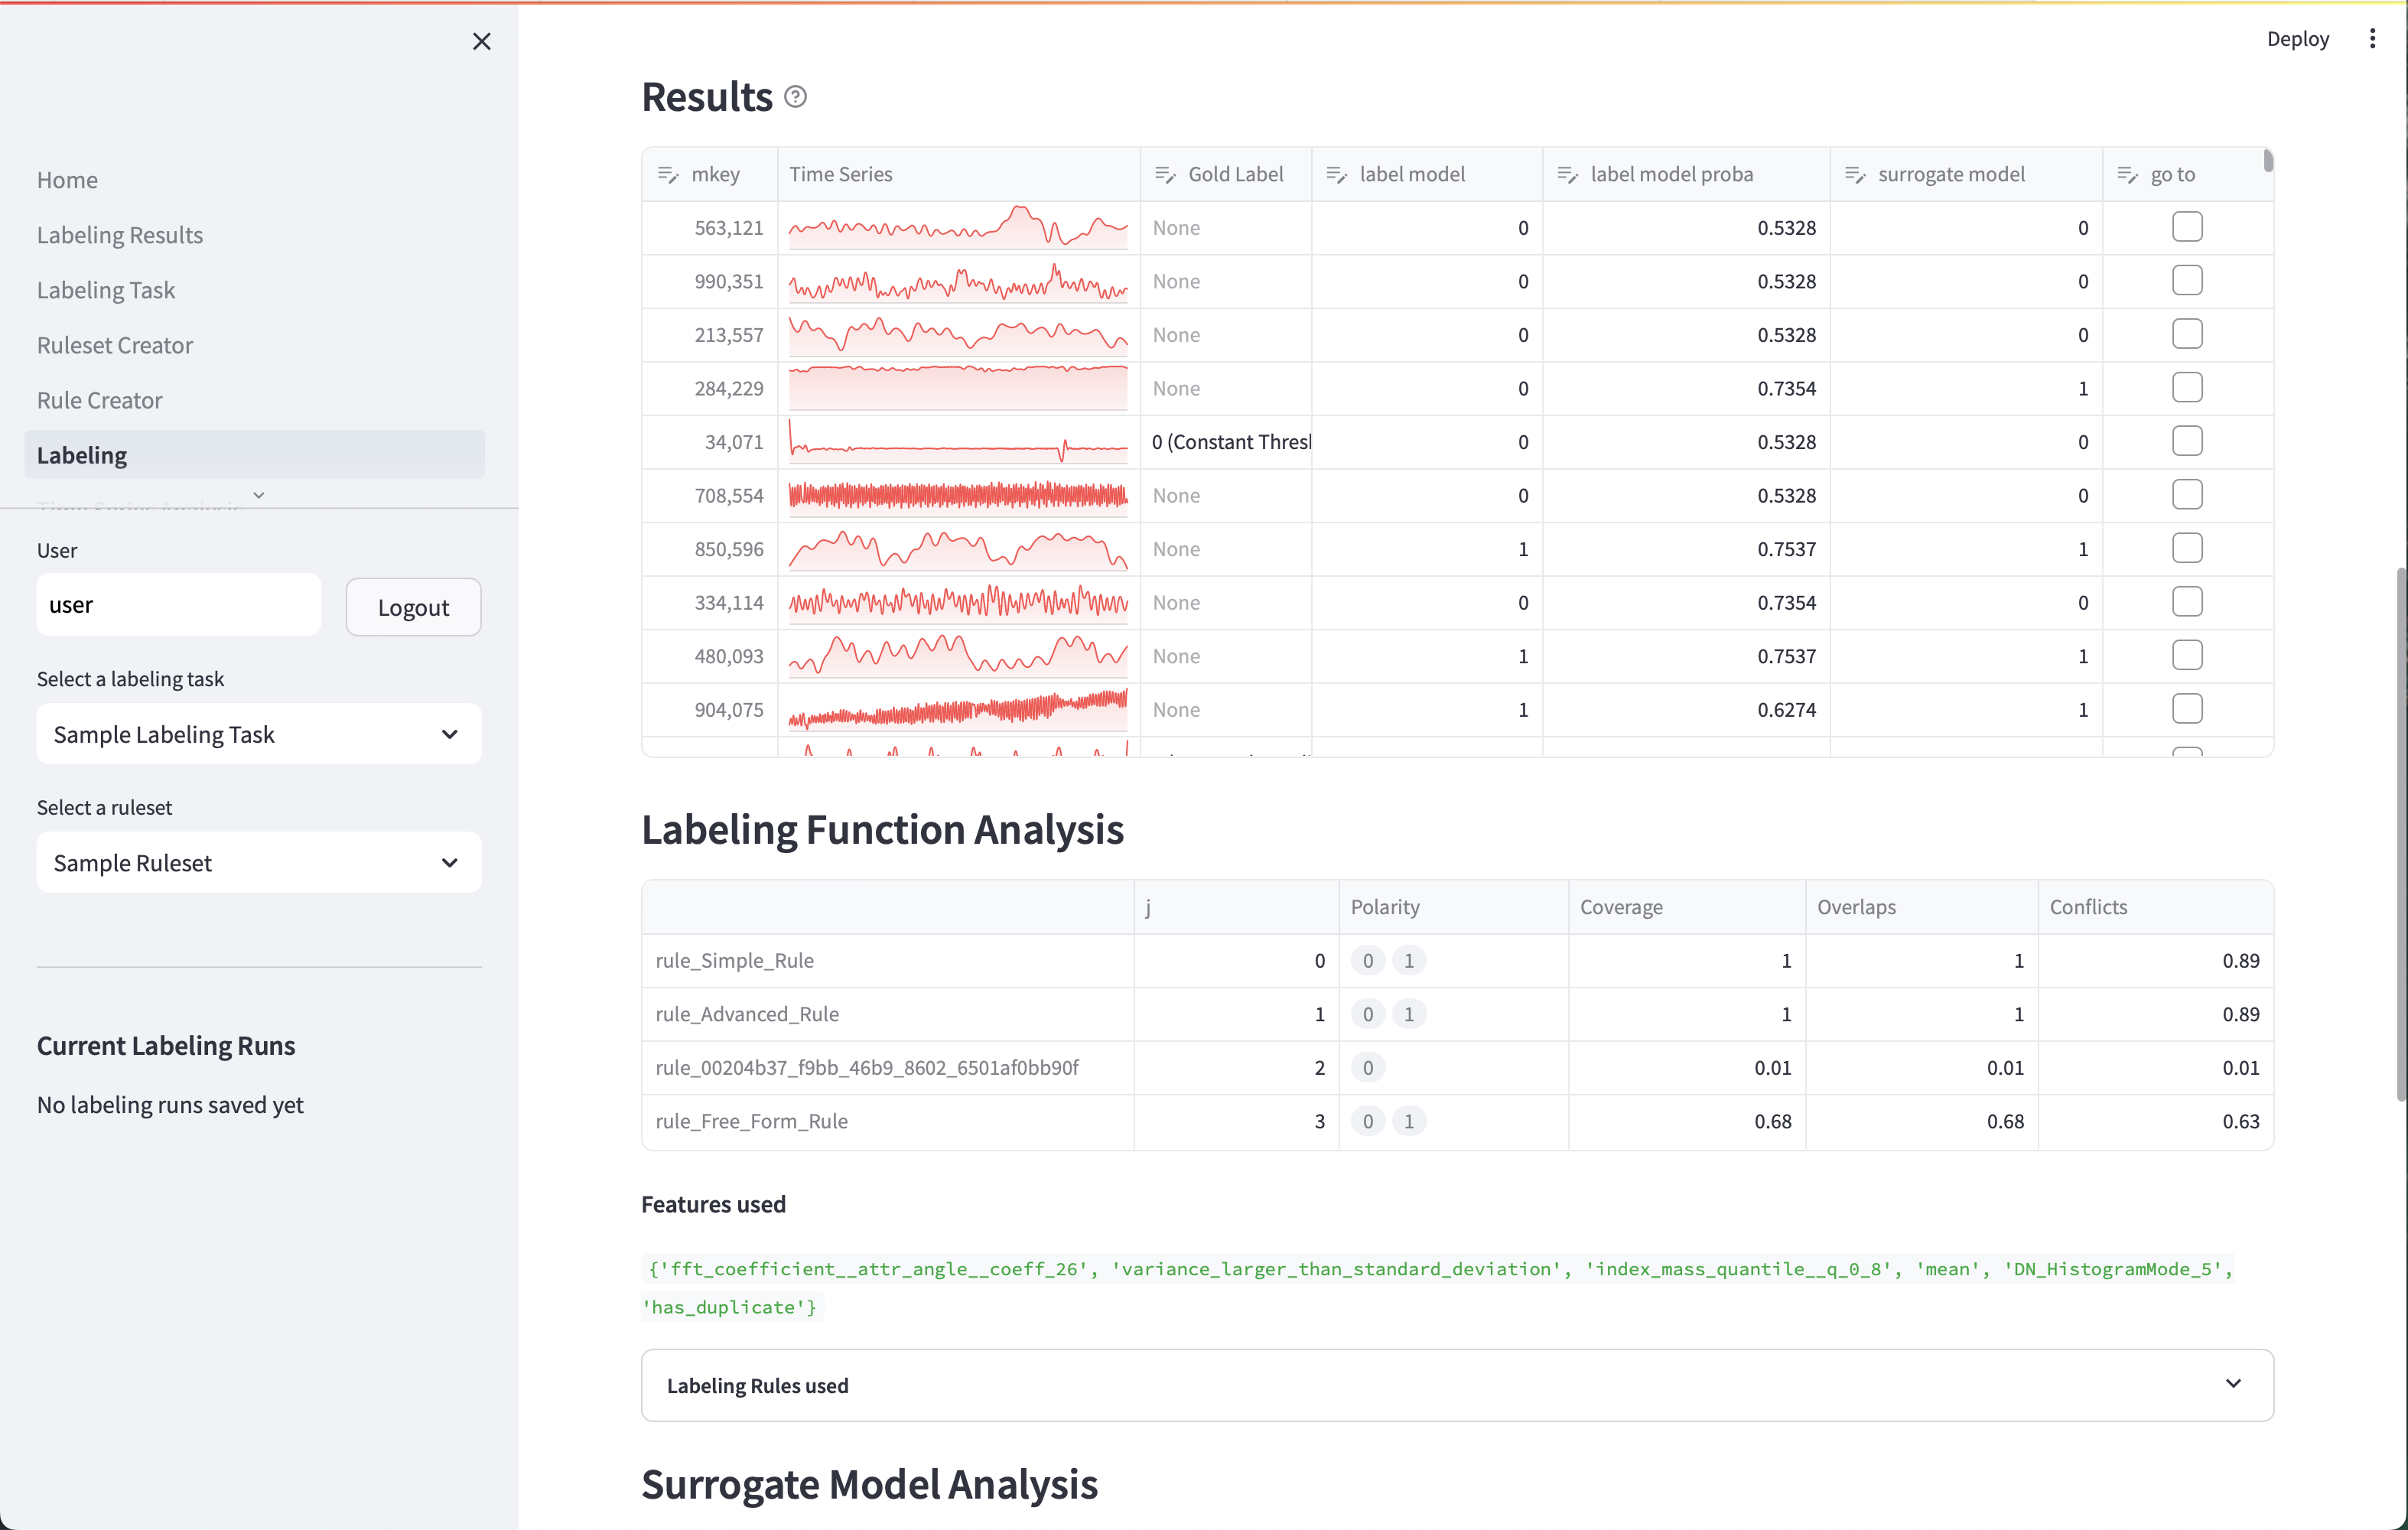 Deploy
Home
Labeling Results
Labeling Task
Ruleset Creator
Rule Creator
Labeling
User
user
Logout
Select a labeling task
Sample Labeling Task
Select a ruleset
Sample Ruleset
Current Labeling Runs
No labeling runs saved yet
Results
mkey Time Series Gold Label label model label model proba surrogate model go to
563,121 None 0 0.5328 0
990,351 None 0 0.5328 0
213,557 None 0 0.5328 0
284,229 None 0 0.7354 1
34,071 0 (Constant Thresh 0 0.5328 0
708,554 None 0 0.5328 0
850,596 None 1 0.7537 1
334,114 None 0 0.7354 0
480,093 None 1 0.7537 1
904,075 None 1 0.6274 1
Labeling Function Analysis
j Polarity Coverage Overlaps Conflicts
rule_Simple_Rule 0 0 1 1 1 0.89
rule_Advanced_Rule 1 0 1 1 1 0.89
rule_00204b37_f9bb_46b9_8602_6501af0bb90f 2 0 0.01 0.01 0.01
rule_Free_Form_Rule 3 0 1 0.68 0.68 0.63
Features used
{'fft_coefficient__attr_angle__coeff_26', 'variance_larger_than_standard_deviation', 'index_mass_quantile__q_0_8', 'mean', 'DN_HistogramMode_5',
'has_duplicate'}
Labeling Rules used
Surrogate Model Analysis